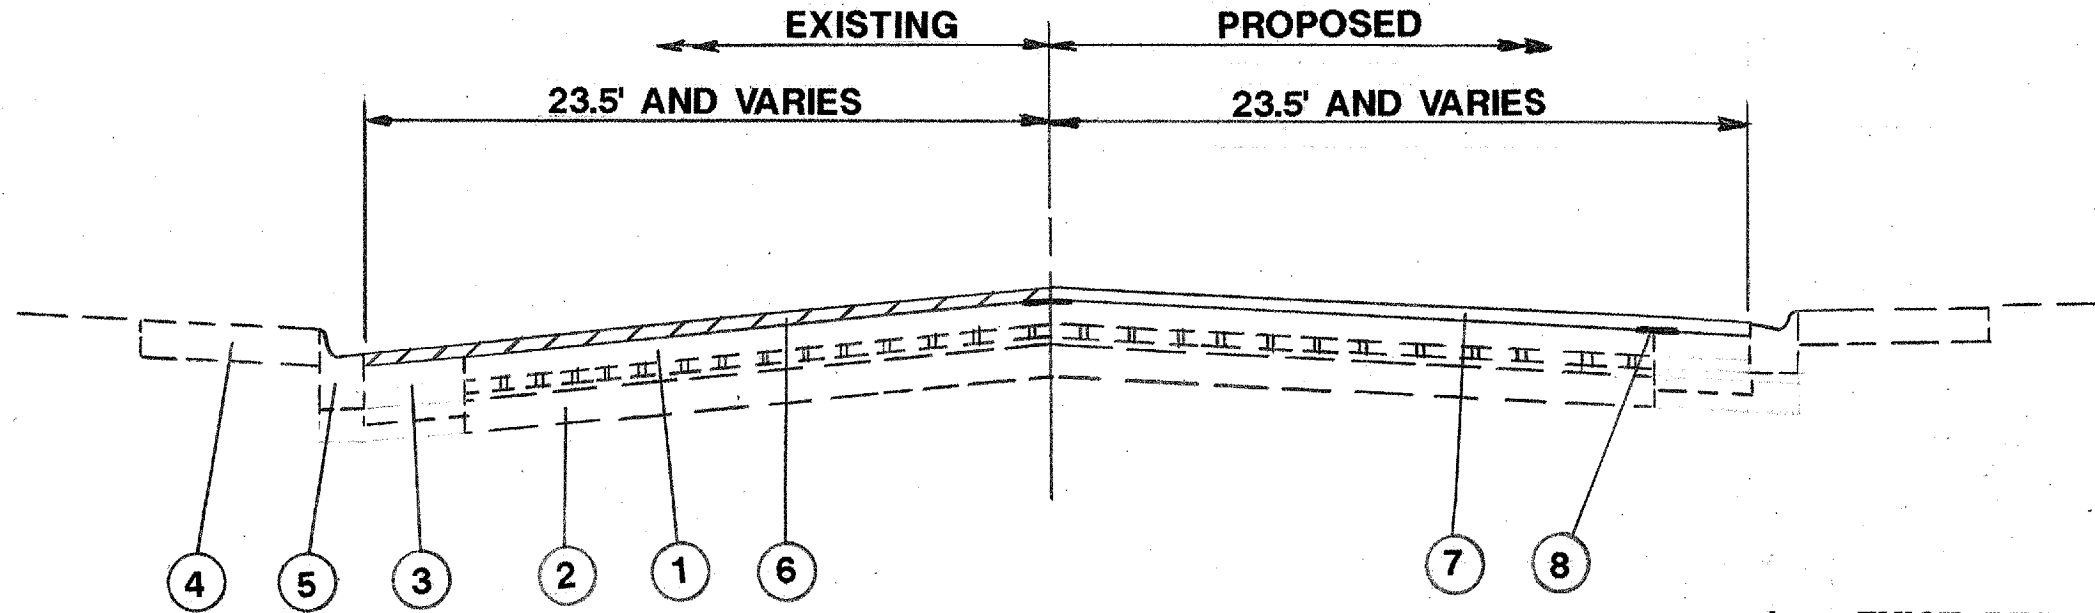 EXISTING PROPOSED
23.5' AND VARIES 23.5' AND VARIES
4 5 3 2 1 6 7 8